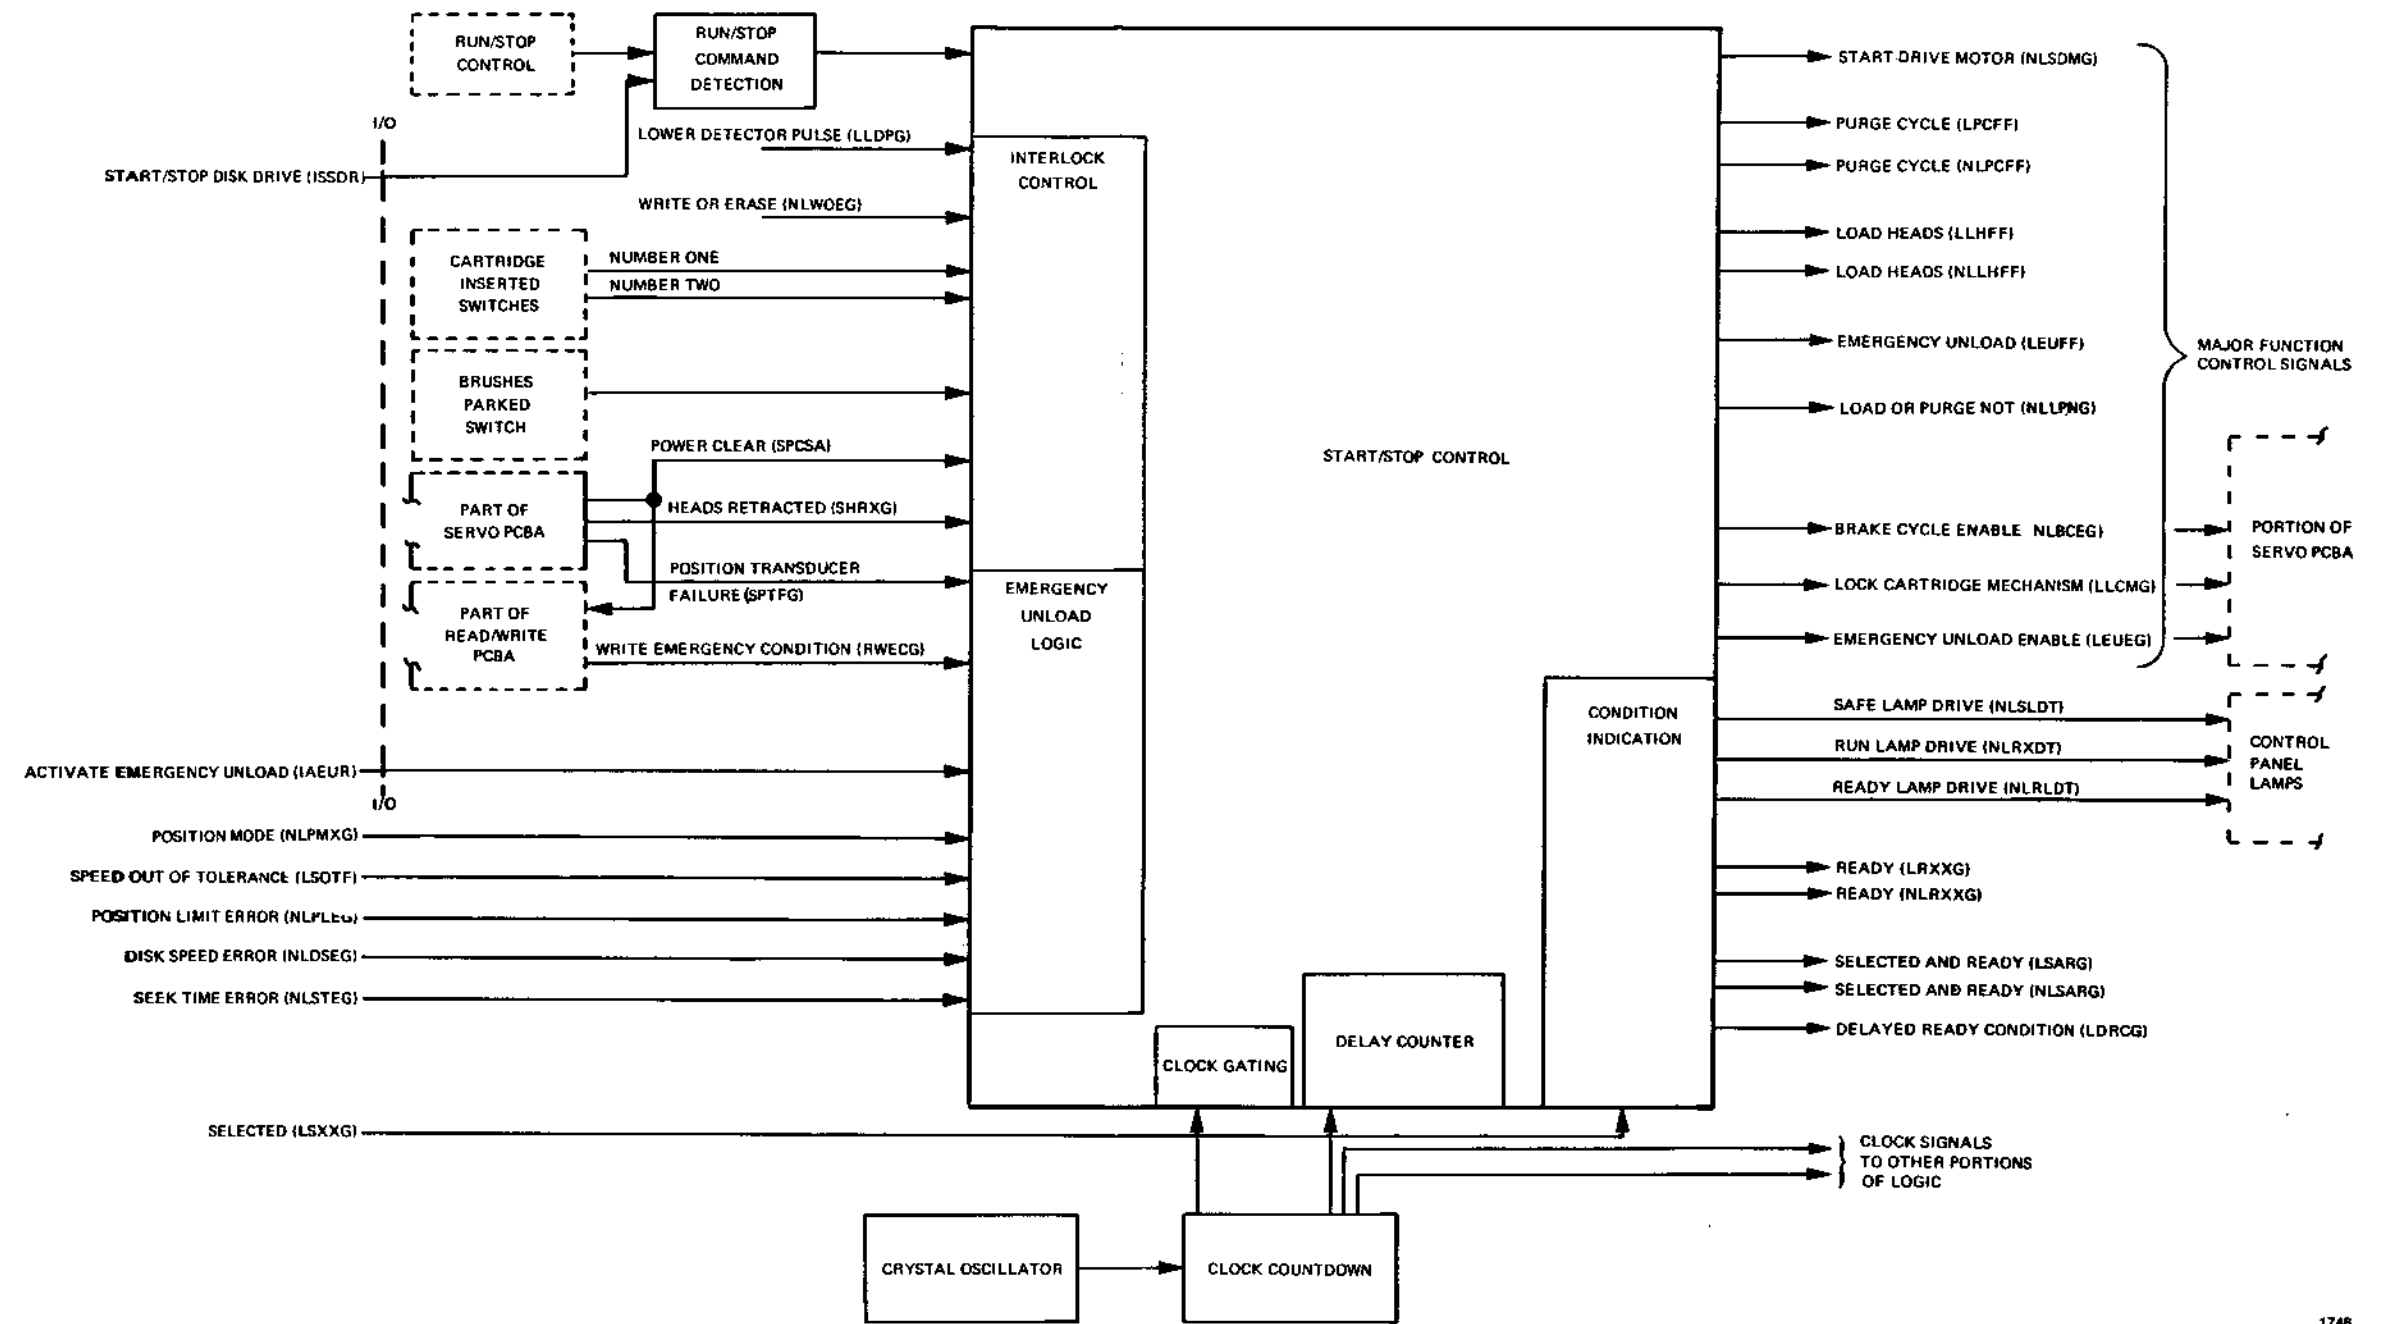 RUN/STOP
CONTROL
RUN/STOP
COMMAND
DETECTION
I/O
START/STOP DISK DRIVE (ISSDR)
LOWER DETECTOR PULSE (LLDPG)
WRITE OR ERASE (NLWOEG)
CARTRIDGE
INSERTED
SWITCHES
NUMBER ONE
NUMBER TWO
BRUSHES
PARKED
SWITCH
POWER CLEAR (SPCSA)
PART OF
SERVO PCBA
HEADS RETRACTED (SHRXG)
POSITION TRANSDUCER
FAILURE (SPTFG)
PART OF
READ/WRITE
PCBA
WRITE EMERGENCY CONDITION (RWECG)
ACTIVATE EMERGENCY UNLOAD (IAEUR)
I/O
POSITION MODE (NLPMXG)
SPEED OUT OF TOLERANCE (LSOTF)
POSITION LIMIT ERROR (NLPLEG)
DISK SPEED ERROR (NLDSEG)
SEEK TIME ERROR (NLSTEG)
SELECTED (LSXXG)
INTERLOCK
CONTROL
EMERGENCY
UNLOAD
LOGIC
START/STOP CONTROL
CLOCK GATING
DELAY COUNTER
CONDITION
INDICATION
CRYSTAL OSCILLATOR
CLOCK COUNTDOWN
START DRIVE MOTOR (NLSDMG)
PURGE CYCLE (LPCFF)
PURGE CYCLE (NLPCFF)
LOAD HEADS (LLHFF)
LOAD HEADS (NLLHFF)
EMERGENCY UNLOAD (LEUFF)
LOAD OR PURGE NOT (NLLPNG)
BRAKE CYCLE ENABLE NLBCEG)
LOCK CARTRIDGE MECHANISM (LLCMG)
EMERGENCY UNLOAD ENABLE (LEUEG)
MAJOR FUNCTION
CONTROL SIGNALS
PORTION OF
SERVO PCBA
SAFE LAMP DRIVE (NLSLDT)
RUN LAMP DRIVE (NLRXDT)
READY LAMP DRIVE (NLRLDT)
CONTROL
PANEL
LAMPS
READY (LRXXG)
READY (NLRXXG)
SELECTED AND READY (LSARG)
SELECTED AND READY (NLSARG)
DELAYED READY CONDITION (LDRCG)
CLOCK SIGNALS
TO OTHER PORTIONS
OF LOGIC